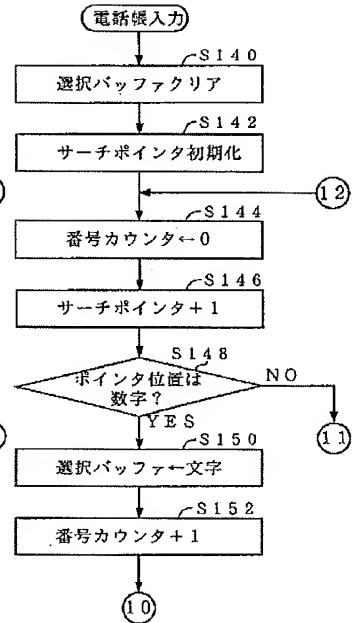 電話帳入力
S140
選択バッファクリア
S142
サーチポインタ初期化
12
S144
番号カウンタ←0
S146
サーチポインタ+1
S148
ポインタ位置は
数字?
NO
YES
11
S150
選択バッファ←文字
S152
番号カウンタ+1
10